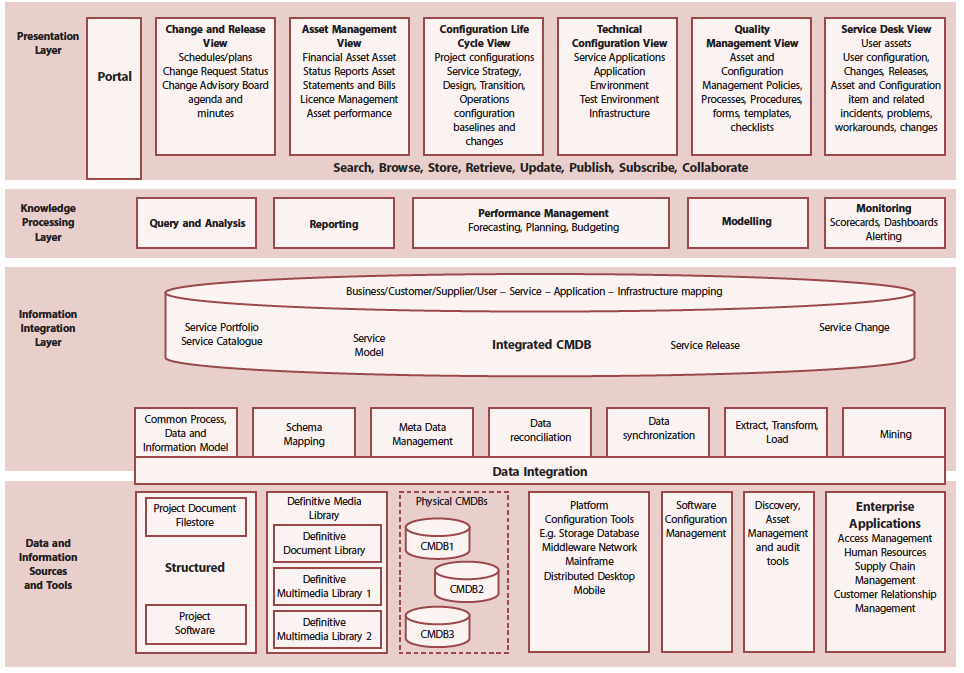 Presentation
Layer
Portal
Change and Release
View
Schedules/plans
Change Request Status
Change Advisory Board
agenda and
minutes
Asset Management
View
Financial Asset Asset
Status Reports Asset
Statements and Bills
Licence Management
Asset performance
Configuration Life
Cycle View
Project configurations
Service Strategy,
Design, Transition,
Operations
configuration
baselines and
changes
Technical
Configuration View
Service Applications
Application
Environment
Test Environment
Infrastructure
Quality
Management View
Asset and
Configuration
Management Policies,
Processes, Procedures,
forms, templates,
checklists
Service Desk View
User assets
User configuration,
Changes, Releases,
Asset and Configuration
item and related
incidents, problems,
workarounds, changes
Search, Browse, Store, Retrieve, Update, Publish, Subscribe, Collaborate
Knowledge
Processing
Layer
Query and Analysis
Reporting
Performance Management
Forecasting, Planning, Budgeting
Modelling
Monitoring
Scorecards, Dashboards
Alerting
Information
Integration
Layer
Business/Customer/Supplier/User – Service – Application – Infrastructure mapping
Service Portfolio
Service Catalogue
Service
Model
Integrated CMDB
Service Release
Service Change
Common Process,
Data and
Information Model
Schema
Mapping
Meta Data
Management
Data
reconciliation
Data
synchronization
Extract, Transform,
Load
Mining
Data Integration
Data and
Information
Sources
and Tools
Project Document
Filestore
Structured
Project
Software
Definitive Media
Library
Definitive
Document Library
Definitive
Multimedia Library 1
Definitive
Multimedia Library 2
Physical CMDBs
CMDB1
CMDB2
CMDB3
Platform
Configuration Tools
E.g. Storage Database
Middleware Network
Mainframe
Distributed Desktop
Mobile
Software
Configuration
Management
Discovery,
Asset
Management
and audit
tools
Enterprise
Applications
Access Management
Human Resources
Supply Chain
Management
Customer Relationship
Management